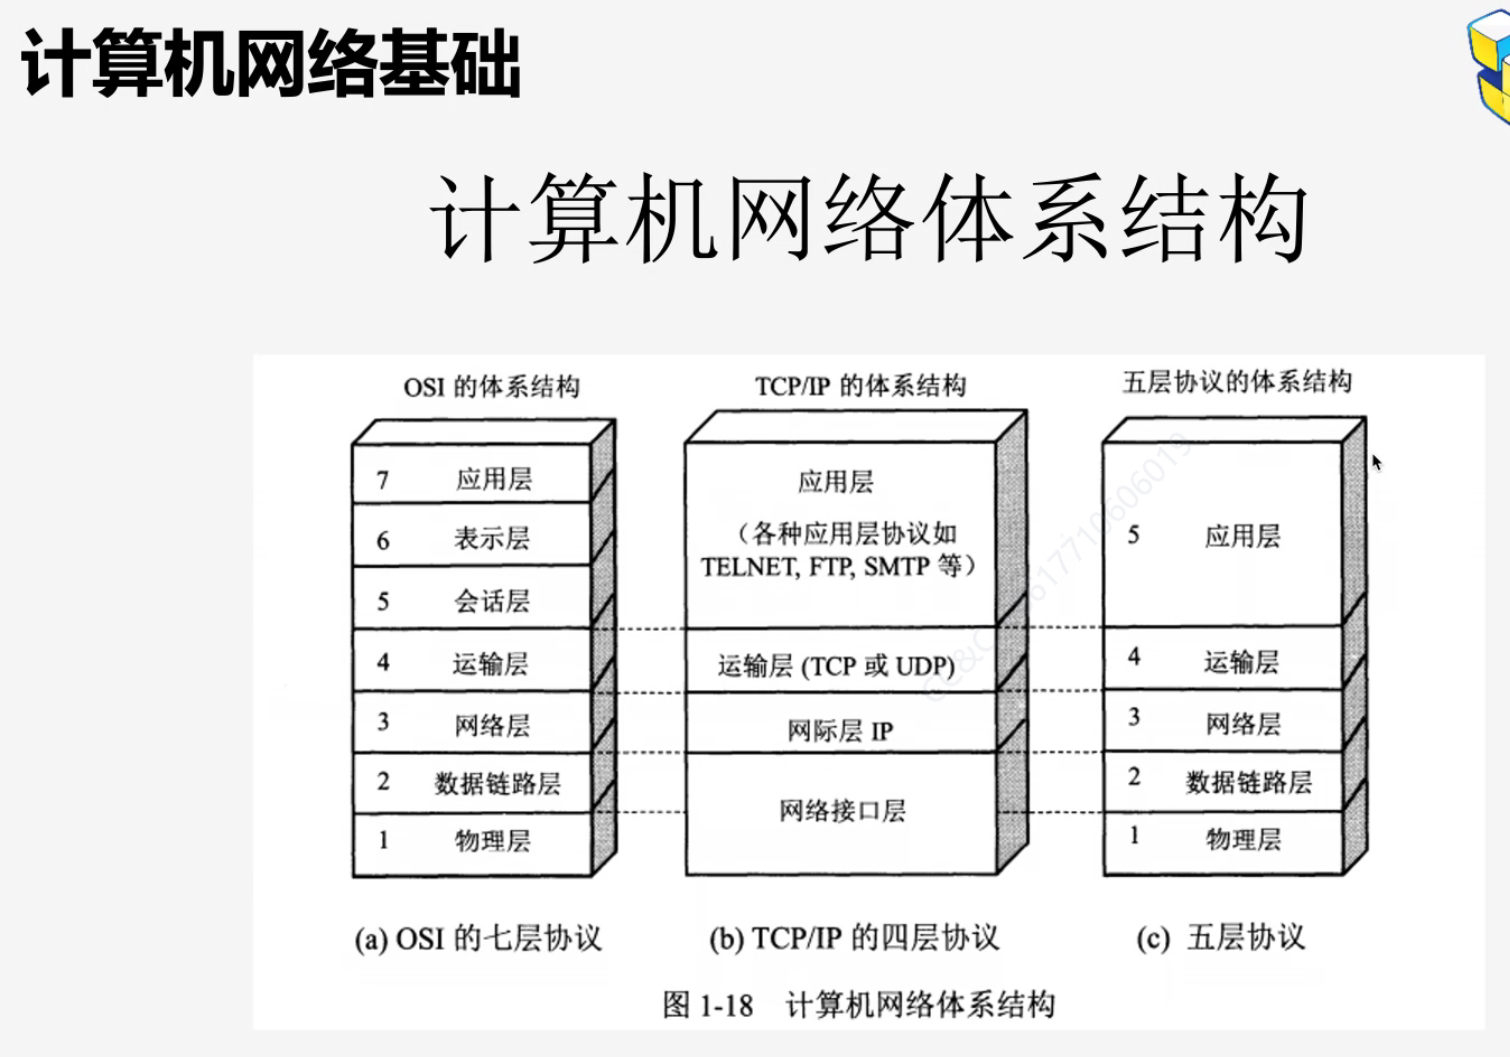 计算机网络基础
计算机网络体系结构
OSI 的体系结构
7 应用层
6 表示层
5 会话层
4 运输层
3 网络层
2 数据链路层
1 物理层
(a) OSI 的七层协议
TCP/IP 的体系结构
应用层
（各种应用层协议如
TELNET, FTP, SMTP 等）
运输层 (TCP 或 UDP)
网际层 IP
网络接口层
(b) TCP/IP 的四层协议
五层协议的体系结构
5 应用层
4 运输层
3 网络层
2 数据链路层
1 物理层
(c) 五层协议
图 1-18 计算机网络体系结构